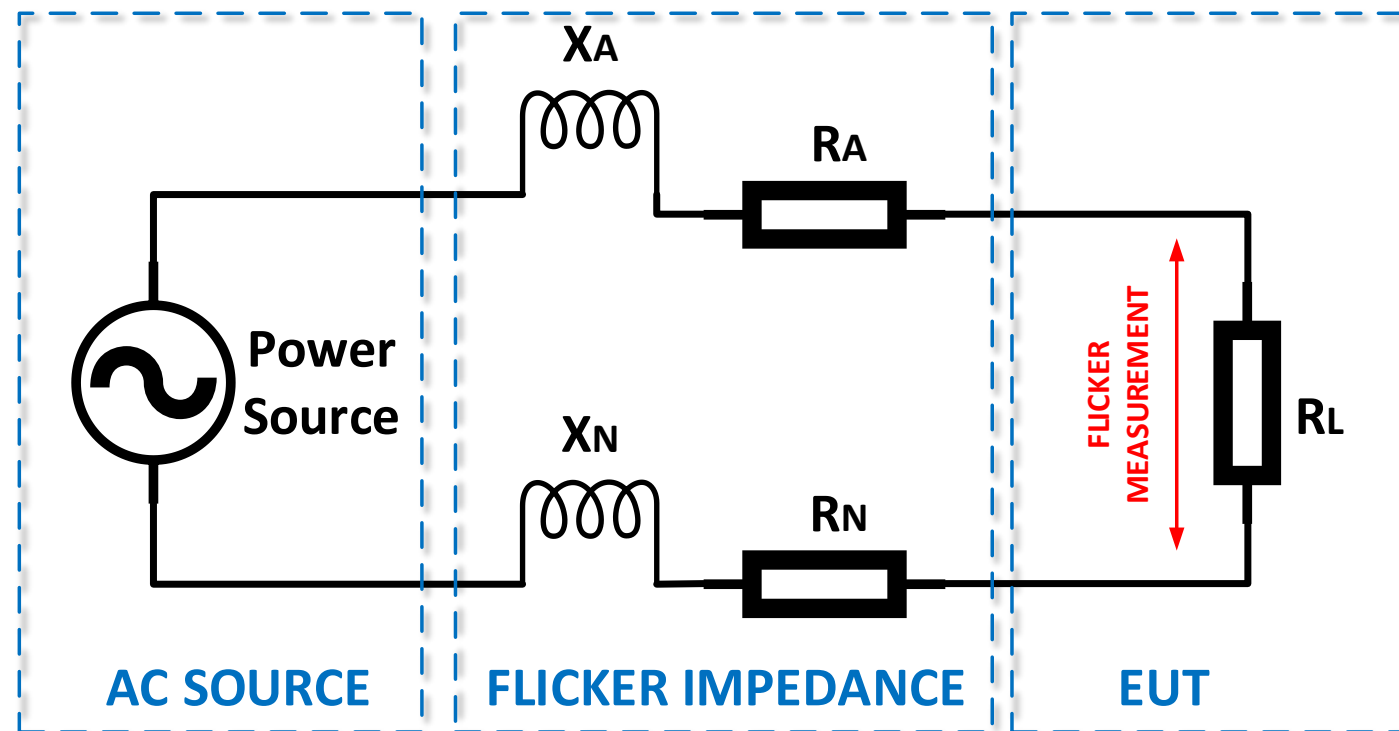 XA
RA
Power
Source
FLICKER
MEASUREMENT
RL
XN
RN
AC SOURCE
FLICKER IMPEDANCE
EUT